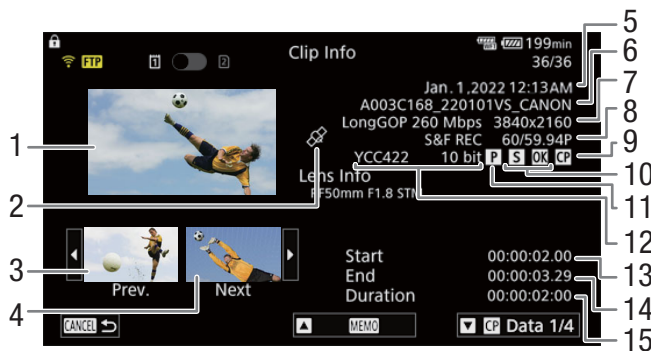 FTP 1 2 Clip Info 199min
36/36
Jan. 1,2022 12:13AM
A003C168_220101VS_CANON
LongGOP 260 Mbps 3840x2160
S&F REC 60/59.94P
YCC422 10 bit P S OK CP
Lens Info
RF50mm F1.8 STM
Prev. Next
Start 00:00:02.00
End 00:00:03.29
Duration 00:00:02:00
CANCEL MEMO CP Data 1/4
1
2
3
4
5
6
7
8
9
10
11
12
13
14
15